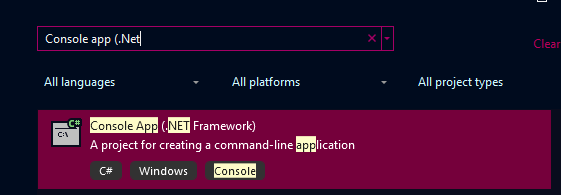 Console app (.Net
Clear
All languages All platforms All project types
C#
C:\
Console App (.NET Framework)
A project for creating a command-line application
C# Windows Console